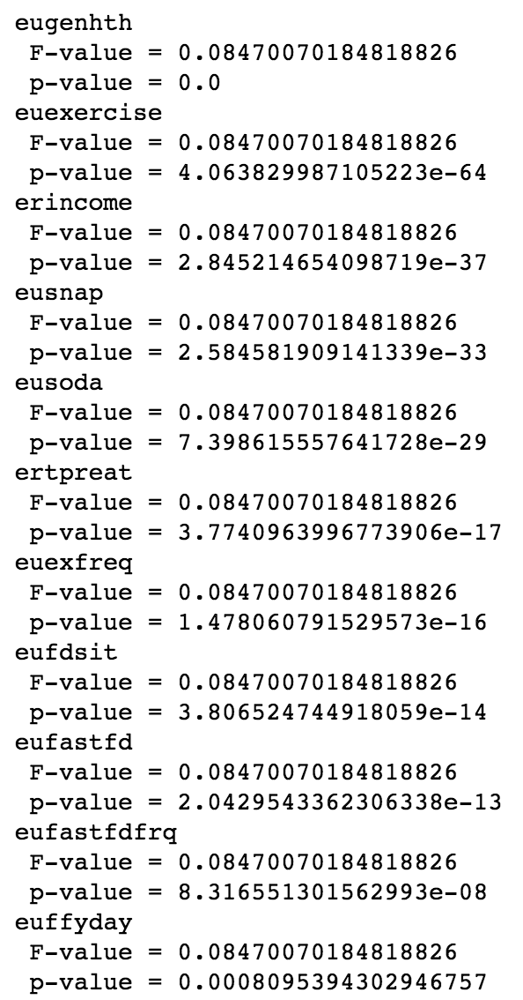 eugenhth
F-value = 0.08470070184818826
p-value = 0.0
euexercise
F-value = 0.08470070184818826
p-value = 4.063829987105223e-64
erincome
F-value = 0.08470070184818826
p-value = 2.845214654098719e-37
eusnap
F-value = 0.08470070184818826
p-value = 2.584581909141339e-33
eusoda
F-value = 0.08470070184818826
p-value = 7.398615557641728e-29
ertpreat
F-value = 0.08470070184818826
p-value = 3.7740963996773906e-17
euexfreq
F-value = 0.08470070184818826
p-value = 1.478060791529573e-16
eufdsit
F-value = 0.08470070184818826
p-value = 3.806524744918059e-14
eufastfd
F-value = 0.08470070184818826
p-value = 2.0429543362306338e-13
eufastfdfrq
F-value = 0.08470070184818826
p-value = 8.316551301562993e-08
euffyday
F-value = 0.08470070184818826
p-value = 0.0008095394302946757